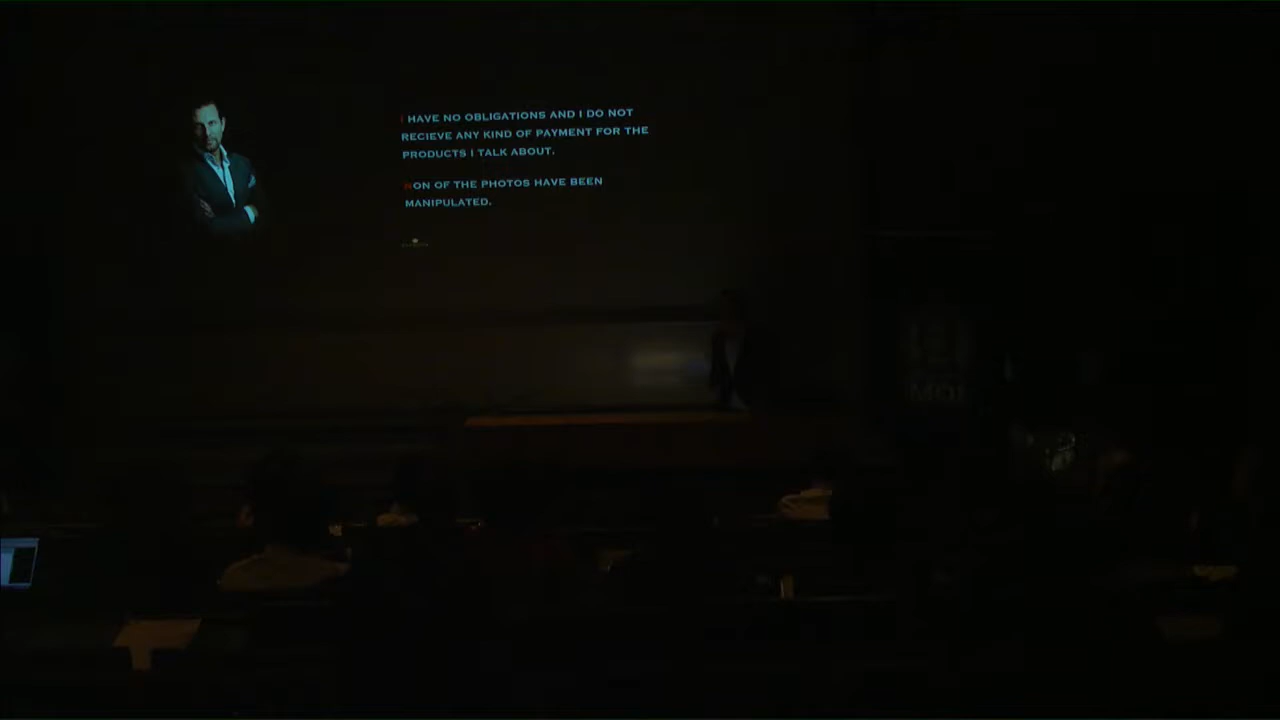 I HAVE NO OBLIGATIONS AND I DO NOT
RECIEVE ANY KIND OF PAYMENT FOR THE
PRODUCTS I TALK ABOUT.
NON OF THE PHOTOS HAVE BEEN
MANIPULATED.